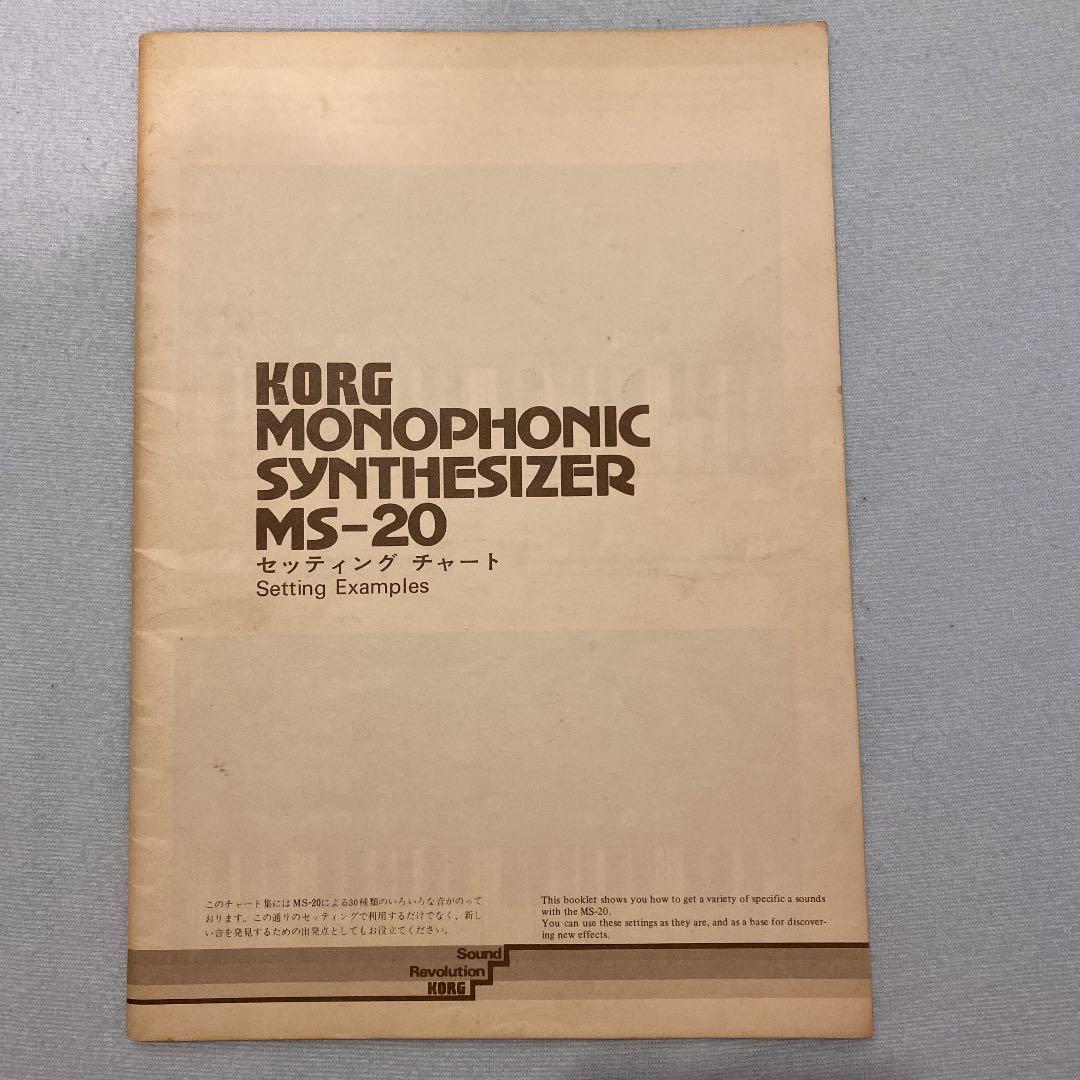 KORG
MONOPHONIC
SYNTHESIZER
MS-20
セッティング チャート
Setting Examples
このチャート集にはMS-20による30種類のいろいろな音がのって
おります。この通りのセッティングで利用するだけでなく、新し
い音を発見するための出発点としてもお役立てください。
This booklet shows you how to get a variety of specific a sounds
with the MS-20.
You can use these settings as they are, and as a base for discover-
ing new effects.
Sound
Revolution
KORG